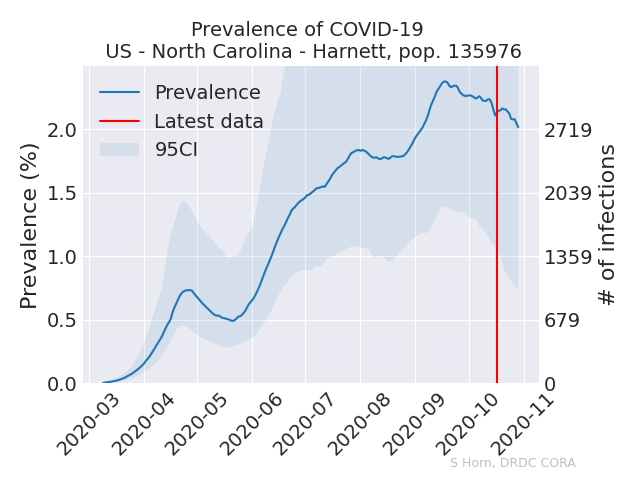 Prevalence of COVID-19
US - North Carolina - Harnett, pop. 135976
Prevalence
Latest data
95CI
Prevalence (%)
2.0
1.5
1.0
0.5
0.0
2719
2039
1359
679
0
# of infections
2020-03
2020-04
2020-05
2020-06
2020-07
2020-08
2020-09
2020-10
2020-11
S Horn, DRDC CORA